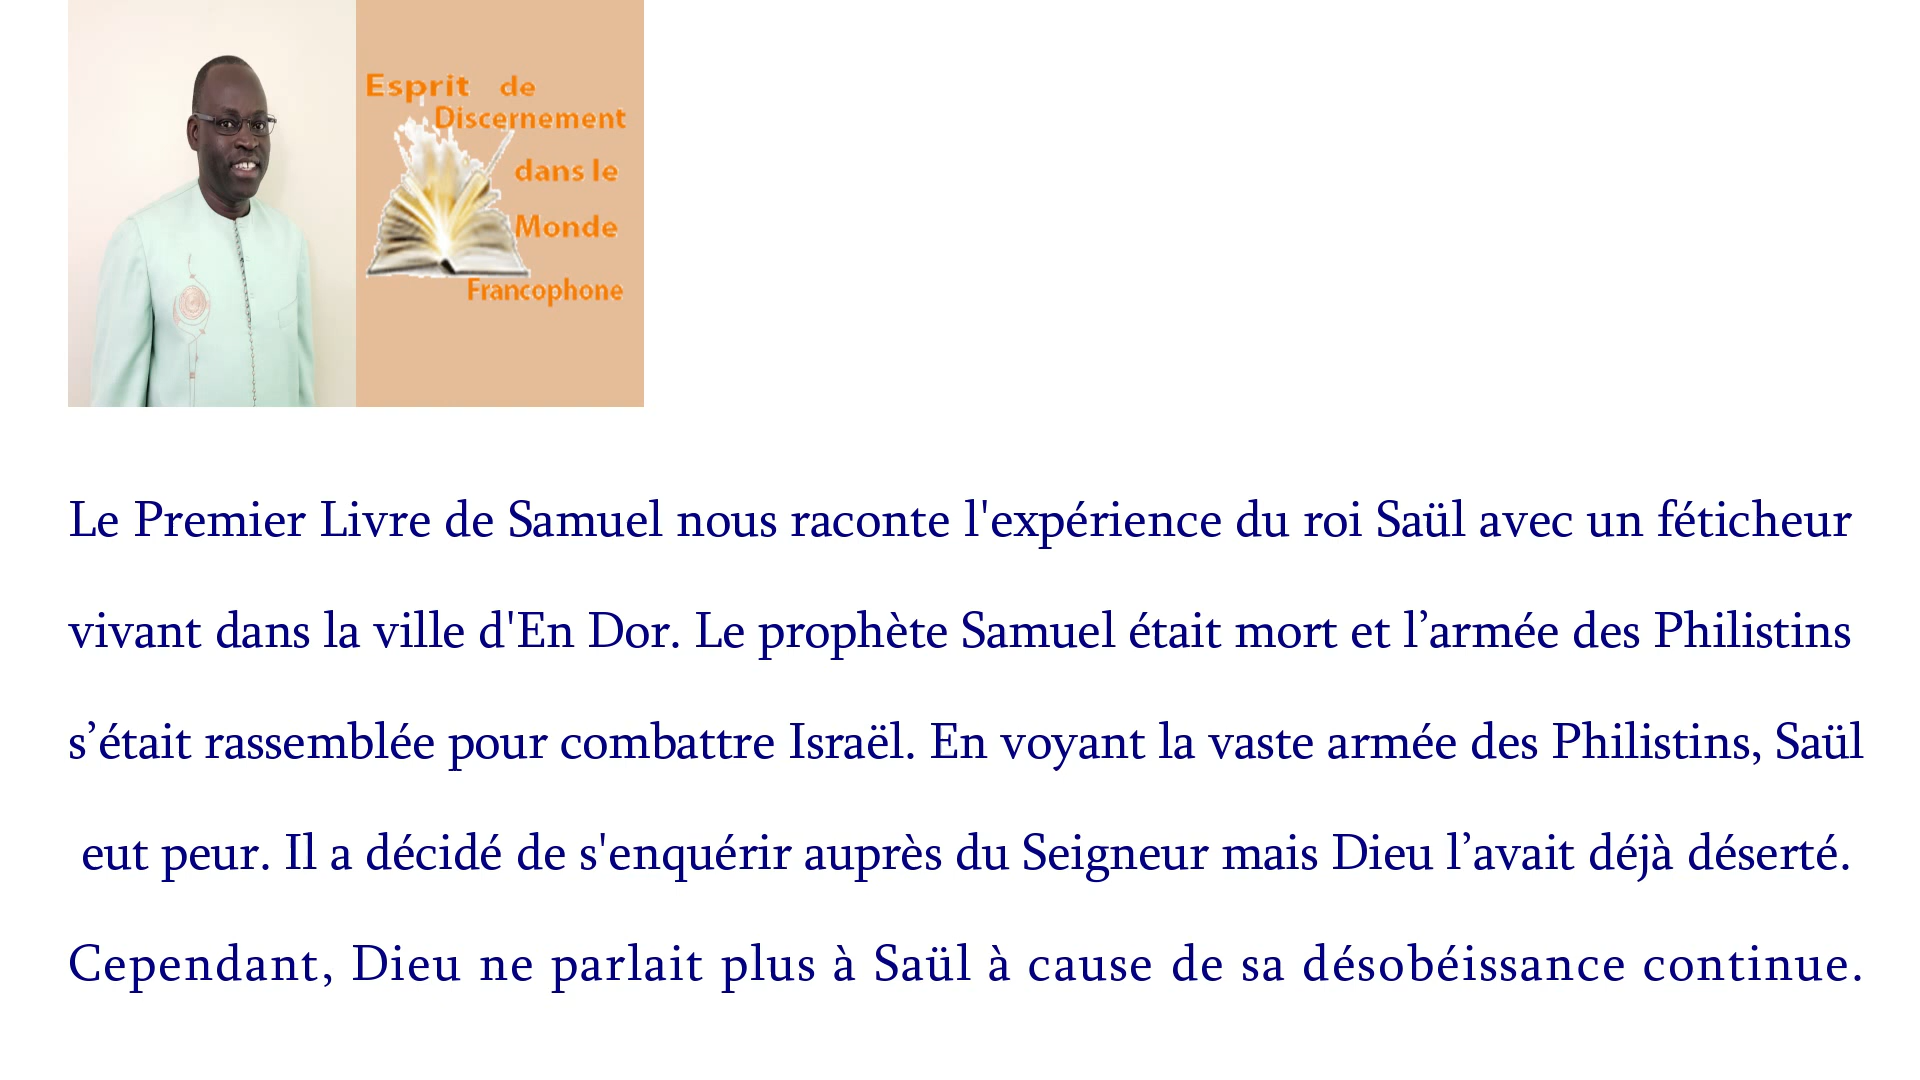 Esprit de
Discernement
dans le
Monde
Francophone
Le Premier Livre de Samuel nous raconte l'expérience du roi Saül avec un féticheur
vivant dans la ville d'En Dor. Le prophète Samuel était mort et l’armée des Philistins
s’était rassemblée pour combattre Israël. En voyant la vaste armée des Philistins, Saül
eut peur. Il a décidé de s'enquérir auprès du Seigneur mais Dieu l’avait déjà déserté.
Cependant, Dieu ne parlait plus à Saül à cause de sa désobéissance continue.